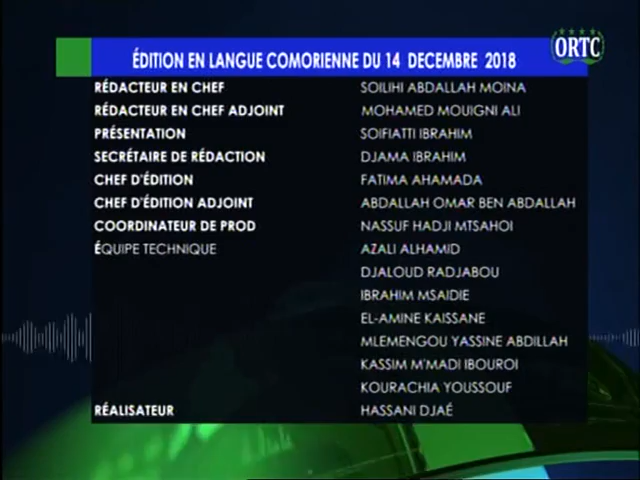 ORTC
ÉDITION EN LANGUE COMORIENNE DU 14 DECEMBRE 2018
RÉDACTEUR EN CHEF SOILIHI ABDALLAH MOINA
RÉDACTEUR EN CHEF ADJOINT MOHAMED MOUIGNI ALI
PRÉSENTATION SOIFIATTI IBRAHIM
SECRÉTAIRE DE RÉDACTION DJAMA IBRAHIM
CHEF D'ÉDITION FATIMA AHAMADA
CHEF D'ÉDITION ADJOINT ABDALLAH OMAR BEN ABDALLAH
COORDINATEUR DE PROD NASSUF HADJI MTSAHOI
ÉQUIPE TECHNIQUE AZALI ALHAMID
DJALOUD RADJABOU
IBRAHIM MSAIDIE
EL-AMINE KAISSANE
MLEMENGOU YASSINE ABDILLAH
KASSIM M'MADI IBOUROI
KOURACHIA YOUSSOUF
RÉALISATEUR HASSANI DJAÉ